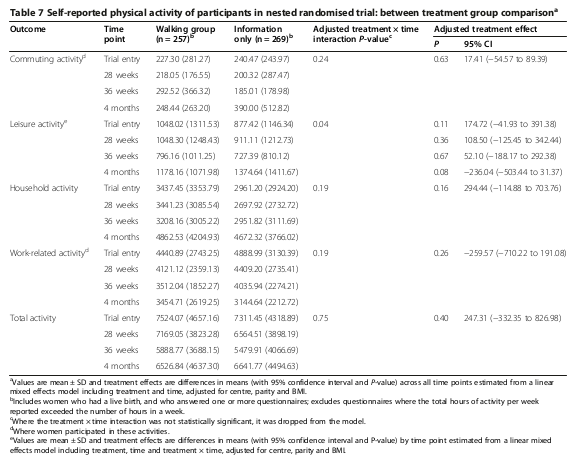 Table 7 Self-reported physical activity of participants in nested randomised trial: between treatment group comparisonᵃ
Outcome Time point Walking group (n = 257)ᵇ Information only (n = 269)ᵇ Adjusted treatment × time interaction P-valueᶜ Adjusted treatment effect
P 95% CI
Commuting activityᵈ Trial entry 227.30 (281.27) 240.47 (243.97) 0.24 0.63 17.41 (−54.57 to 89.39)
28 weeks 218.05 (176.55) 200.32 (287.47)
36 weeks 292.52 (366.32) 185.01 (178.98)
4 months 248.44 (263.20) 390.00 (512.82)
Leisure activityᵉ Trial entry 1048.02 (1311.53) 877.42 (1146.34) 0.04 0.11 174.72 (−41.93 to 391.38)
28 weeks 1048.30 (1248.43) 911.11 (1212.73) 0.36 108.50 (−125.45 to 342.44)
36 weeks 796.16 (1011.25) 727.39 (810.12) 0.67 52.10 (−188.17 to 292.38)
4 months 1178.16 (1071.98) 1374.64 (1411.67) 0.08 −236.04 (−503.44 to 31.37)
Household activity Trial entry 3437.45 (3353.79) 2961.20 (2924.20) 0.19 0.16 294.44 (−114.88 to 703.76)
28 weeks 3441.23 (3085.54) 2697.92 (2732.72)
36 weeks 3208.16 (3005.22) 2951.82 (3111.69)
4 months 4862.53 (4204.93) 4672.32 (3766.02)
Work-related activityᵈ Trial entry 4440.89 (2743.25) 4888.99 (3130.39) 0.19 0.26 −259.57 (−710.22 to 191.08)
28 weeks 4121.12 (2359.13) 4409.20 (2735.41)
36 weeks 3512.04 (1852.27) 4035.94 (2274.21)
4 months 3454.71 (2619.25) 3144.64 (2212.72)
Total activity Trial entry 7524.07 (4657.16) 7311.45 (4318.89) 0.75 0.40 247.31 (−332.35 to 826.98)
28 weeks 7169.05 (3823.28) 6564.51 (3898.19)
36 weeks 5888.77 (3688.15) 5479.91 (4066.69)
4 months 6526.84 (4637.30) 6641.77 (4494.63)
ᵃValues are mean ± SD and treatment effects are differences in means (with 95% confidence interval and P-value) across all time points estimated from a linear
mixed effects model including treatment and time, adjusted for centre, parity and BMI.
ᵇIncludes women who had a live birth, and who answered one or more questionnaires; excludes questionnaires where the total hours of activity per week
reported exceeded the number of hours in a week.
ᶜWhere the treatment × time interaction was not statistically significant, it was dropped from the model.
ᵈWhere women participated in these activities.
ᵉValues are mean ± SD and treatment effects are differences in means (with 95% confidence interval and P-value) by time point estimated from a linear mixed
effects model including treatment, time and treatment × time, adjusted for centre, parity and BMI.